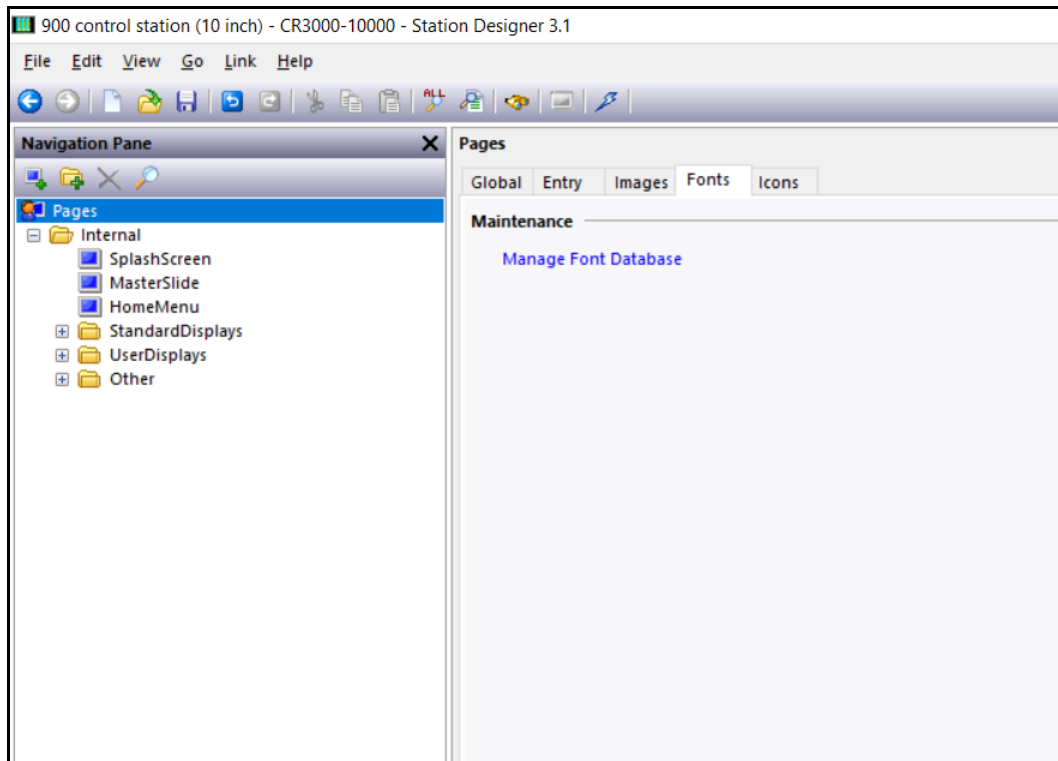 900 control station (10 inch) - CR3000-10000 - Station Designer 3.1
File Edit View Go Link Help
ALL
Navigation Pane
Pages
Global Entry Images Fonts Icons
Pages
Maintenance
Internal
Manage Font Database
SplashScreen
MasterSlide
HomeMenu
StandardDisplays
UserDisplays
Other